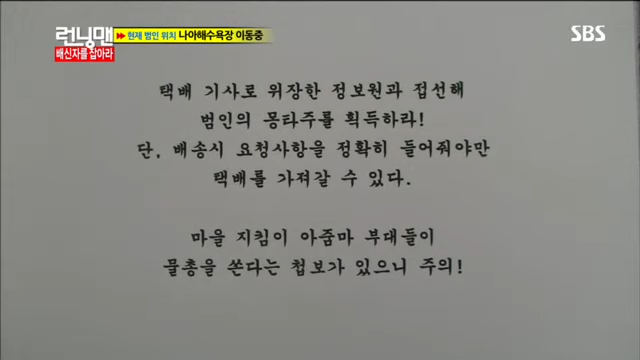 런닝맨
배신자를 잡아라
현재 범인 위치 나아해수욕장 이동중
SBS
택배 기사로 위장한 정보원과 접선해
범인의 몽타주를 획득하라!
단, 배송시 요청사항을 정확히 들어줘야만
택배를 가져갈 수 있다.
마을 지킴이 아줌마 부대들이
물총을 쏜다는 첩보가 있으니 주의!